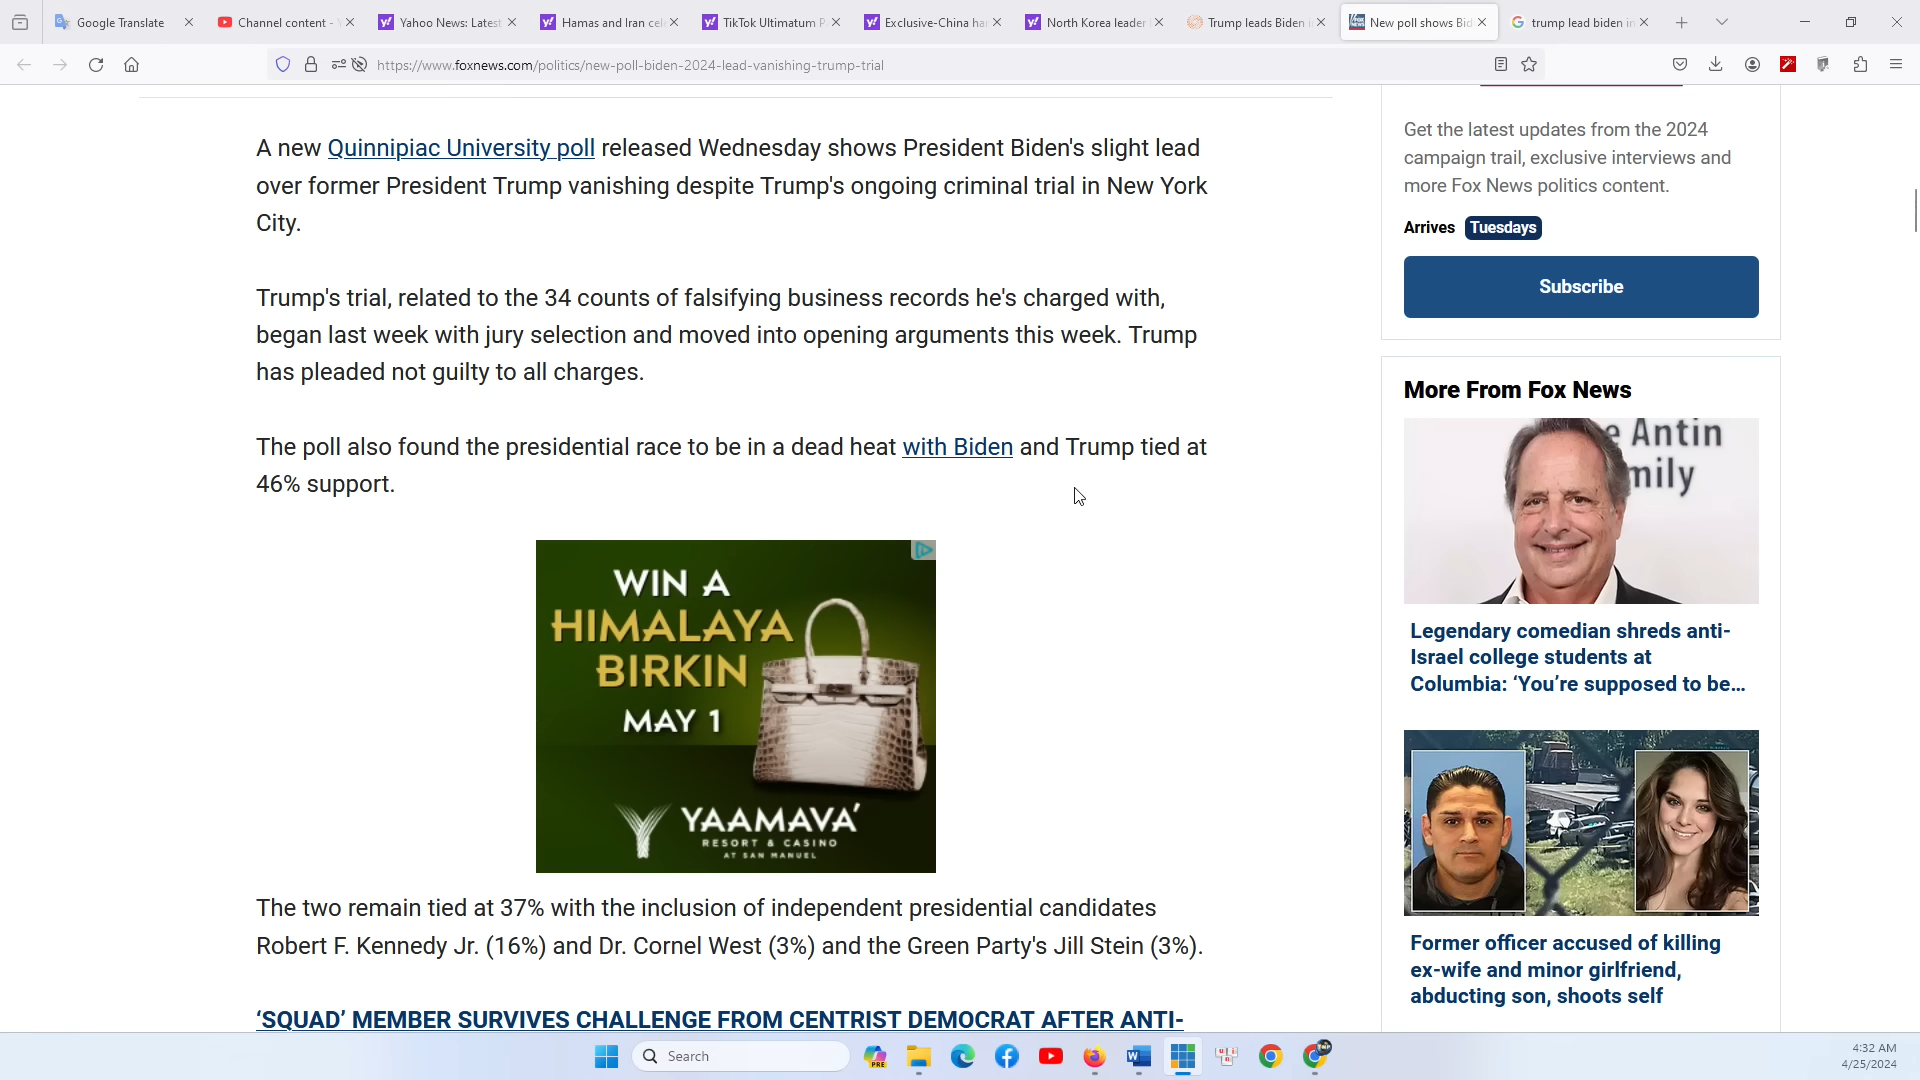 Google Translate
Channel content - Y
Yahoo News: Latest
Hamas and Iran cel
TikTok Ultimatum P
Exclusive-China ha
North Korea leader
Trump leads Biden i
New poll shows Bid
trump lead biden in
https://www.foxnews.com/politics/new-poll-biden-2024-lead-vanishing-trump-trial
A new Quinnipiac University poll released Wednesday shows President Biden's slight lead
over former President Trump vanishing despite Trump's ongoing criminal trial in New York
City.
Trump's trial, related to the 34 counts of falsifying business records he's charged with,
began last week with jury selection and moved into opening arguments this week. Trump
has pleaded not guilty to all charges.
The poll also found the presidential race to be in a dead heat with Biden and Trump tied at
46% support.
WIN A
HIMALAYA
BIRKIN
MAY 1
YAAMAVA'
RESORT & CASINO
AT SAN MANUEL
The two remain tied at 37% with the inclusion of independent presidential candidates
Robert F. Kennedy Jr. (16%) and Dr. Cornel West (3%) and the Green Party's Jill Stein (3%).
‘SQUAD’ MEMBER SURVIVES CHALLENGE FROM CENTRIST DEMOCRAT AFTER ANTI-
Get the latest updates from the 2024
campaign trail, exclusive interviews and
more Fox News politics content.
Arrives Tuesdays
Subscribe
More From Fox News
e Antin
mily
Legendary comedian shreds anti-
Israel college students at
Columbia: ‘You’re supposed to be...
Former officer accused of killing
ex-wife and minor girlfriend,
abducting son, shoots self
Search
PRE
4:32 AM
4/25/2024